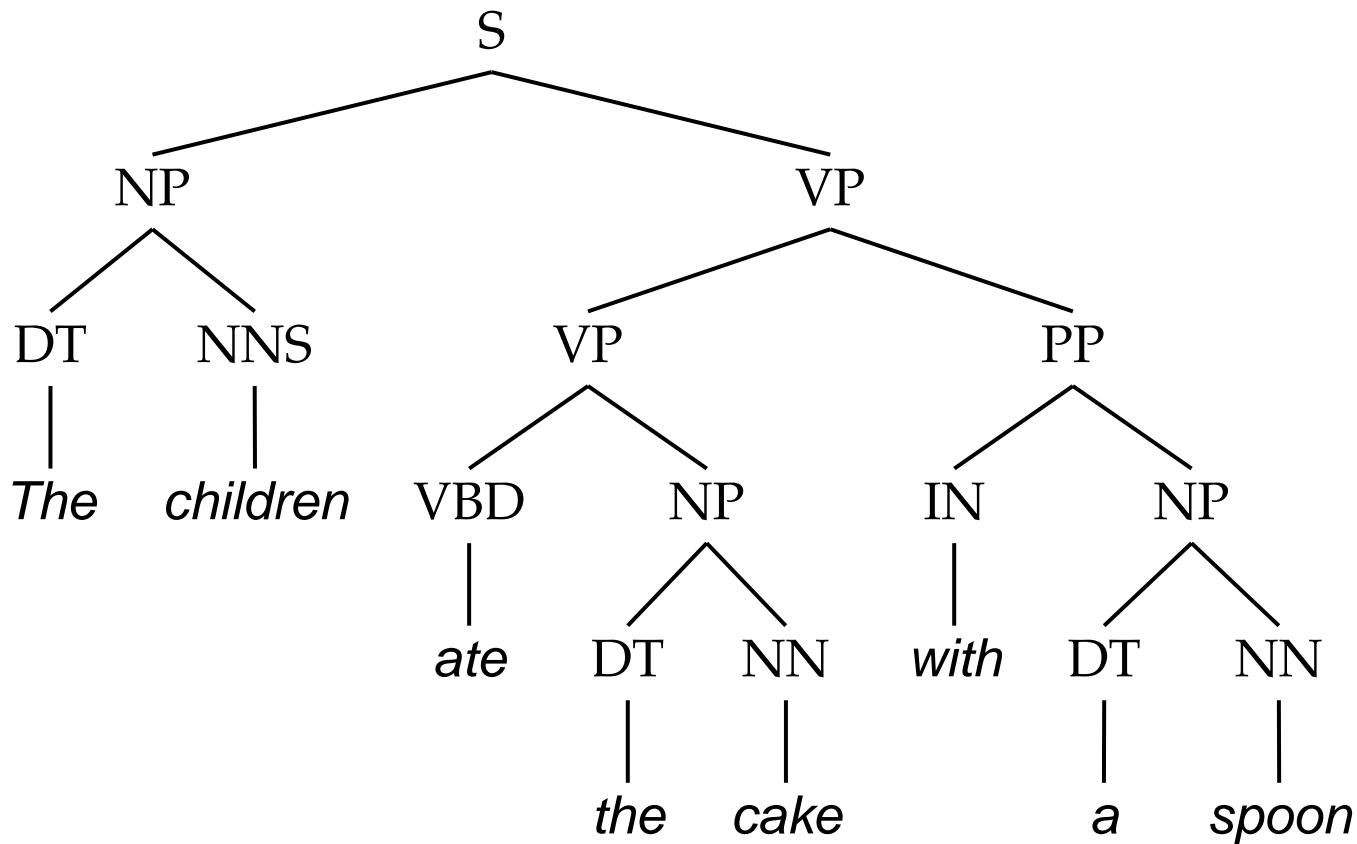 S
NP VP
DT NNS VP PP
The children VBD NP IN NP
ate DT NN with DT NN
the cake a spoon